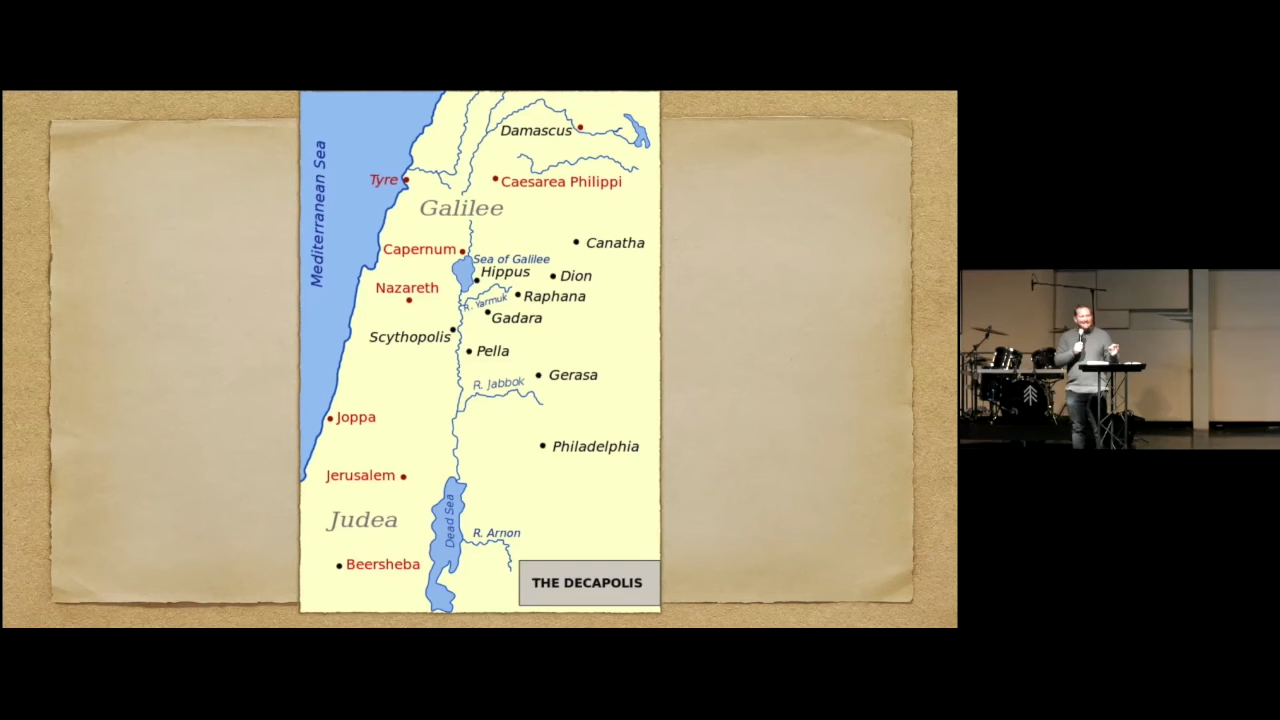 Mediterranean Sea
Damascus
Tyre
Caesarea Philippi
Galilee
Canatha
Capernum
Sea of Galilee
Hippus
Dion
Nazareth
Raphana
R. Yarmuk
Gadara
Scythopolis
Pella
Gerasa
R. Jabbok
Joppa
Philadelphia
Jerusalem
Dead Sea
Judea
R. Arnon
Beersheba
THE DECAPOLIS